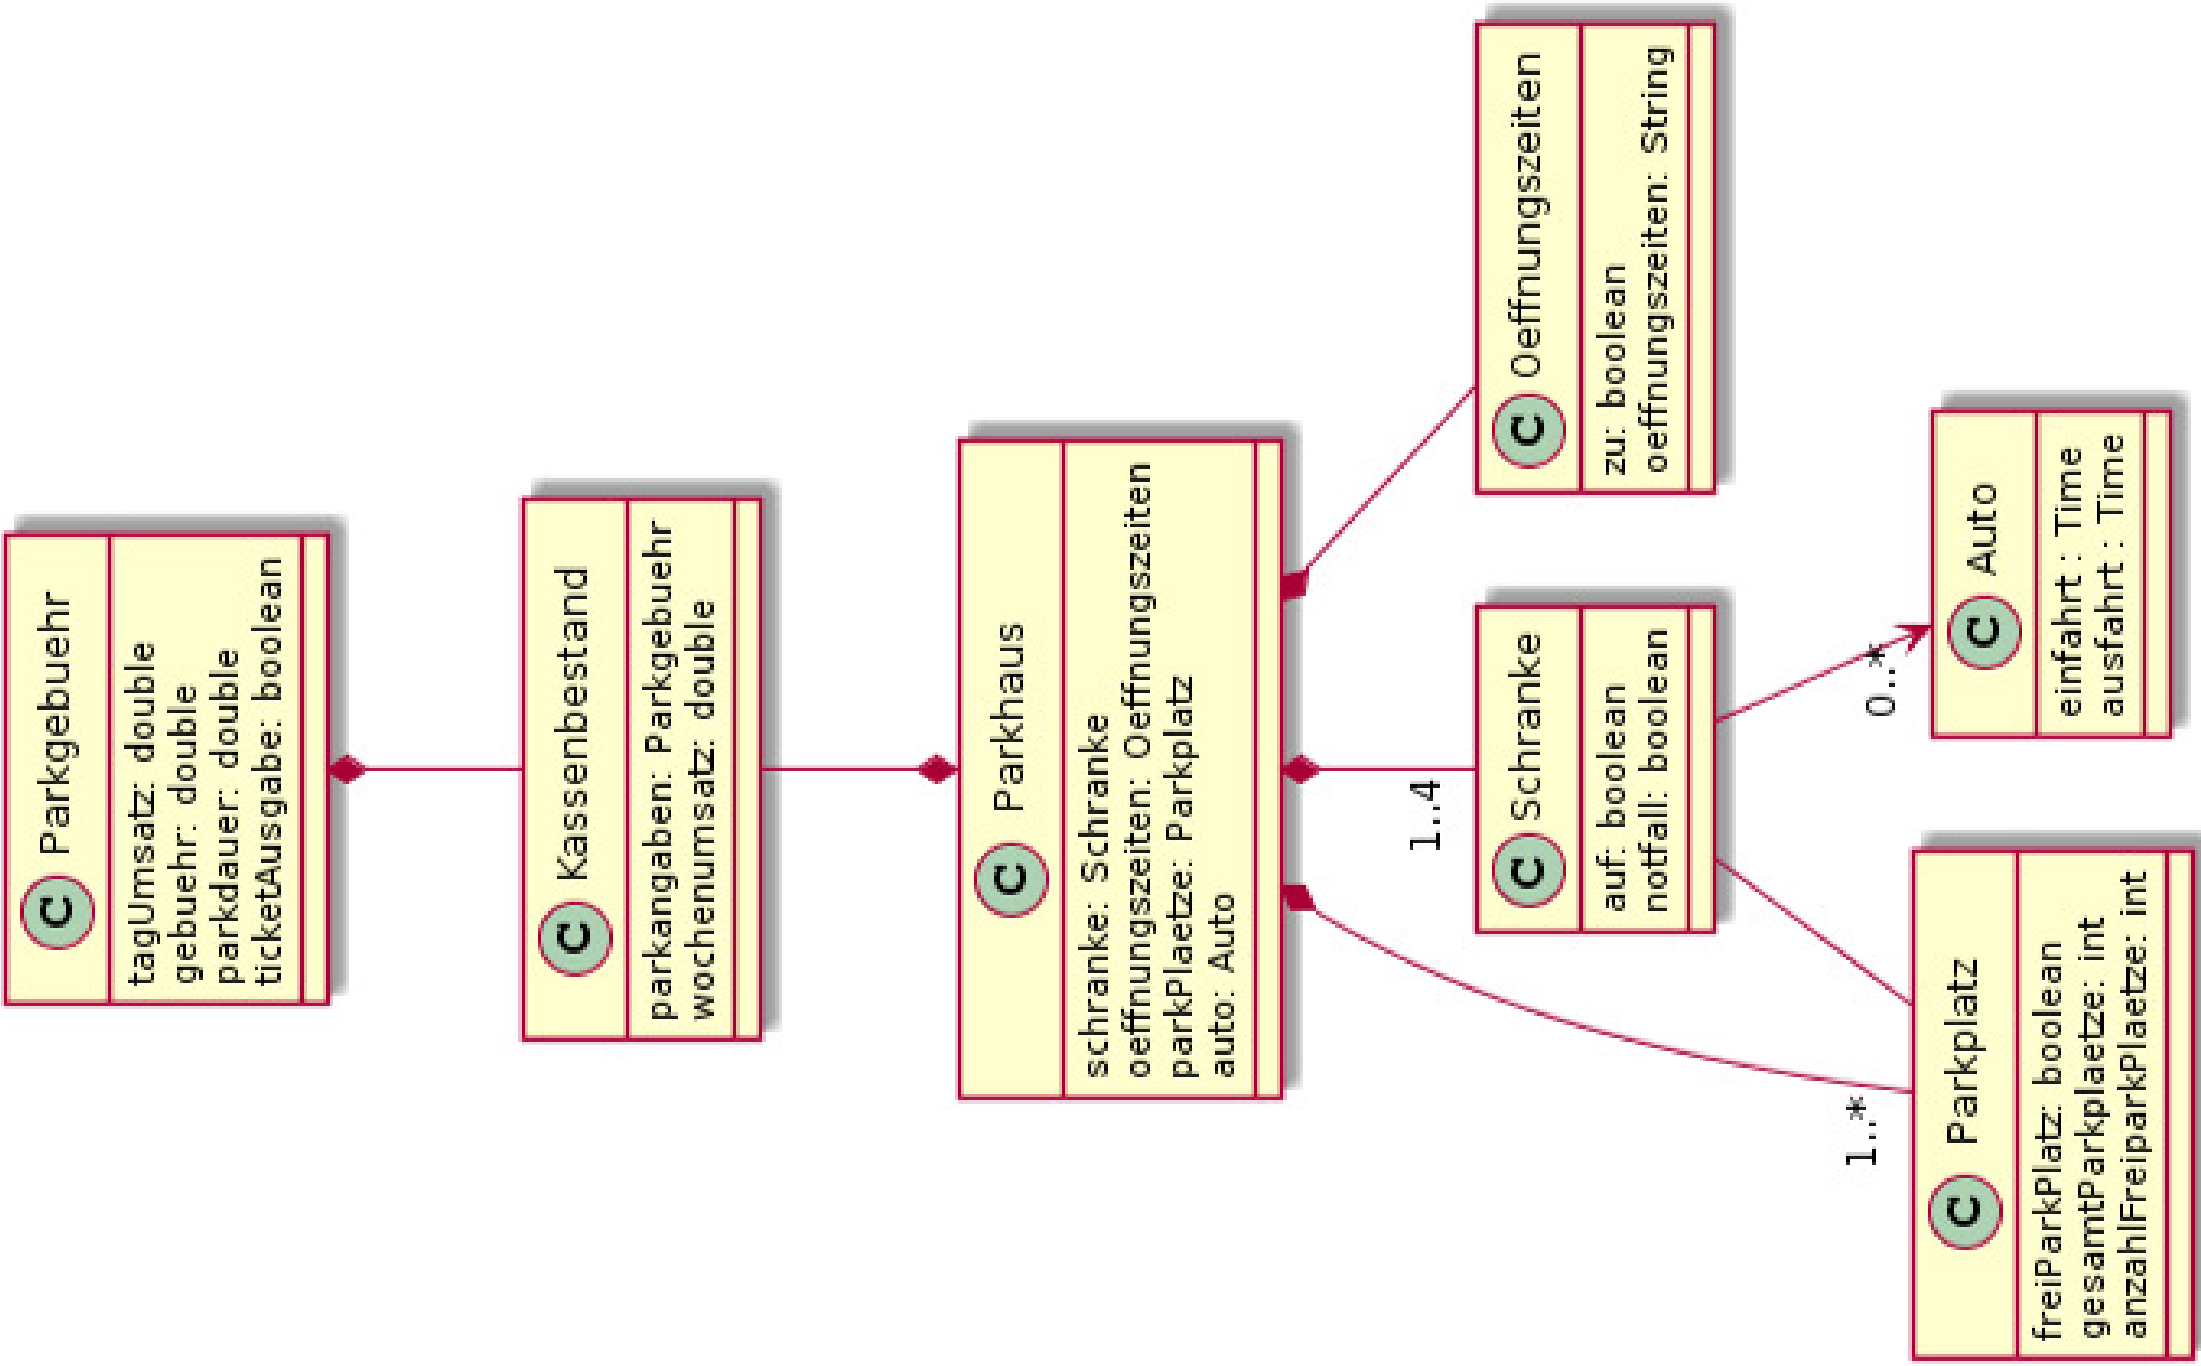 C Parkgebuehr
tagUmsatz: double
gebuehr: double
parkdauer: double
ticketAusgabe: boolean
C Kassenbestand
parkangaben: Parkgebuehr
wochenumsatz: double
C Parkhaus
schranke: Schranke
oeffnungszeiten: Oeffnungszeiten
parkPlaetze: Parkplatz
auto: Auto
1..4
C Schranke
auf: boolean
notfall: boolean
C Oeffnungszeiten
zu: boolean
oeffnungszeiten: String
1..*
C Parkplatz
freiParkPlatz: boolean
gesamtParkplaetze: int
anzahlFreiparkPlaetze: int
0..*
C Auto
einfahrt : Time
ausfahrt : Time